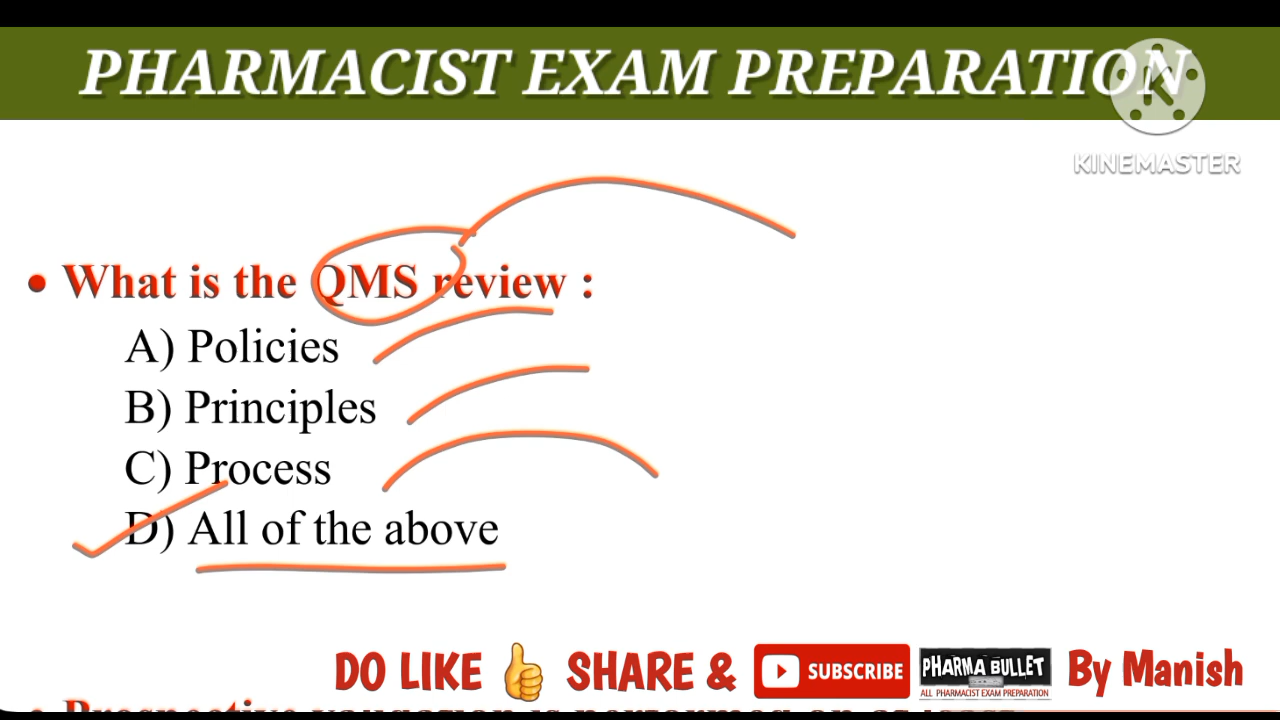 PHARMACIST EXAM PREPARATION
KINEMASTER
• What is the QMS review :
A) Policies
B) Principles
C) Process
D) All of the above
DO LIKE SHARE & SUBSCRIBE PHARMA BULLET By Manish
ALL PHARMACIST EXAM PREPARATION